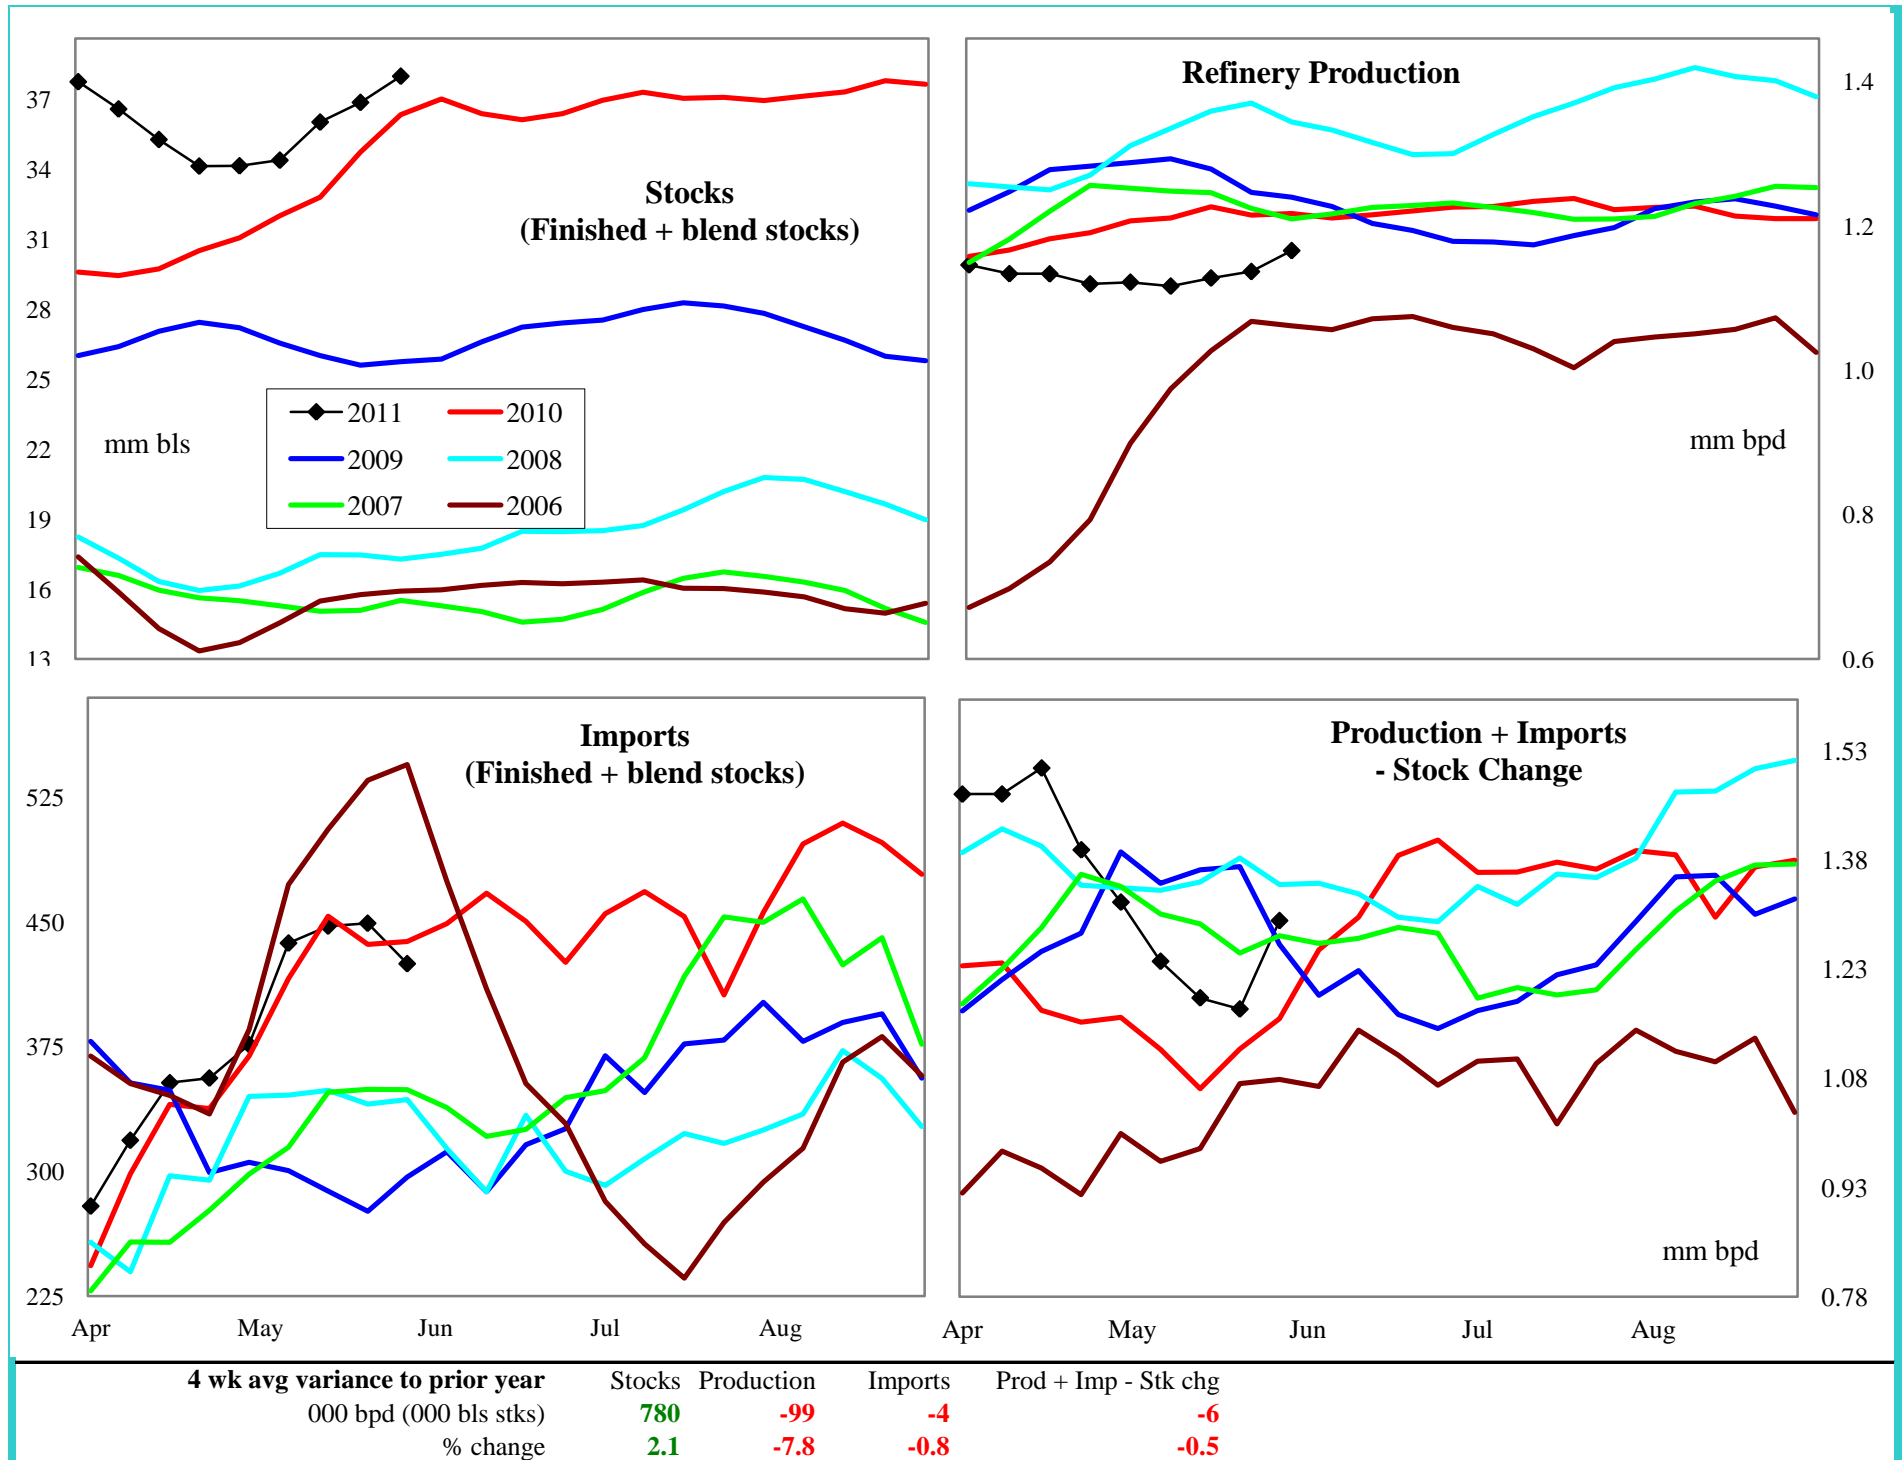 37
34
31
28
25
22
19
16
13
Stocks
(Finished + blend stocks)
mm bls
2011
2010
2009
2008
2007
2006
Refinery Production
mm bpd
1.4
1.2
1.0
0.8
0.6
Imports
(Finished + blend stocks)
525
450
375
300
225
Apr May Jun Jul Aug
Production + Imports
- Stock Change
mm bpd
1.53
1.38
1.23
1.08
0.93
0.78
Apr May Jun Jul Aug
4 wk avg variance to prior year Stocks Production Imports Prod + Imp - Stk chg
000 bpd (000 bls stks) 780 -99 -4 -6
% change 2.1 -7.8 -0.8 -0.5